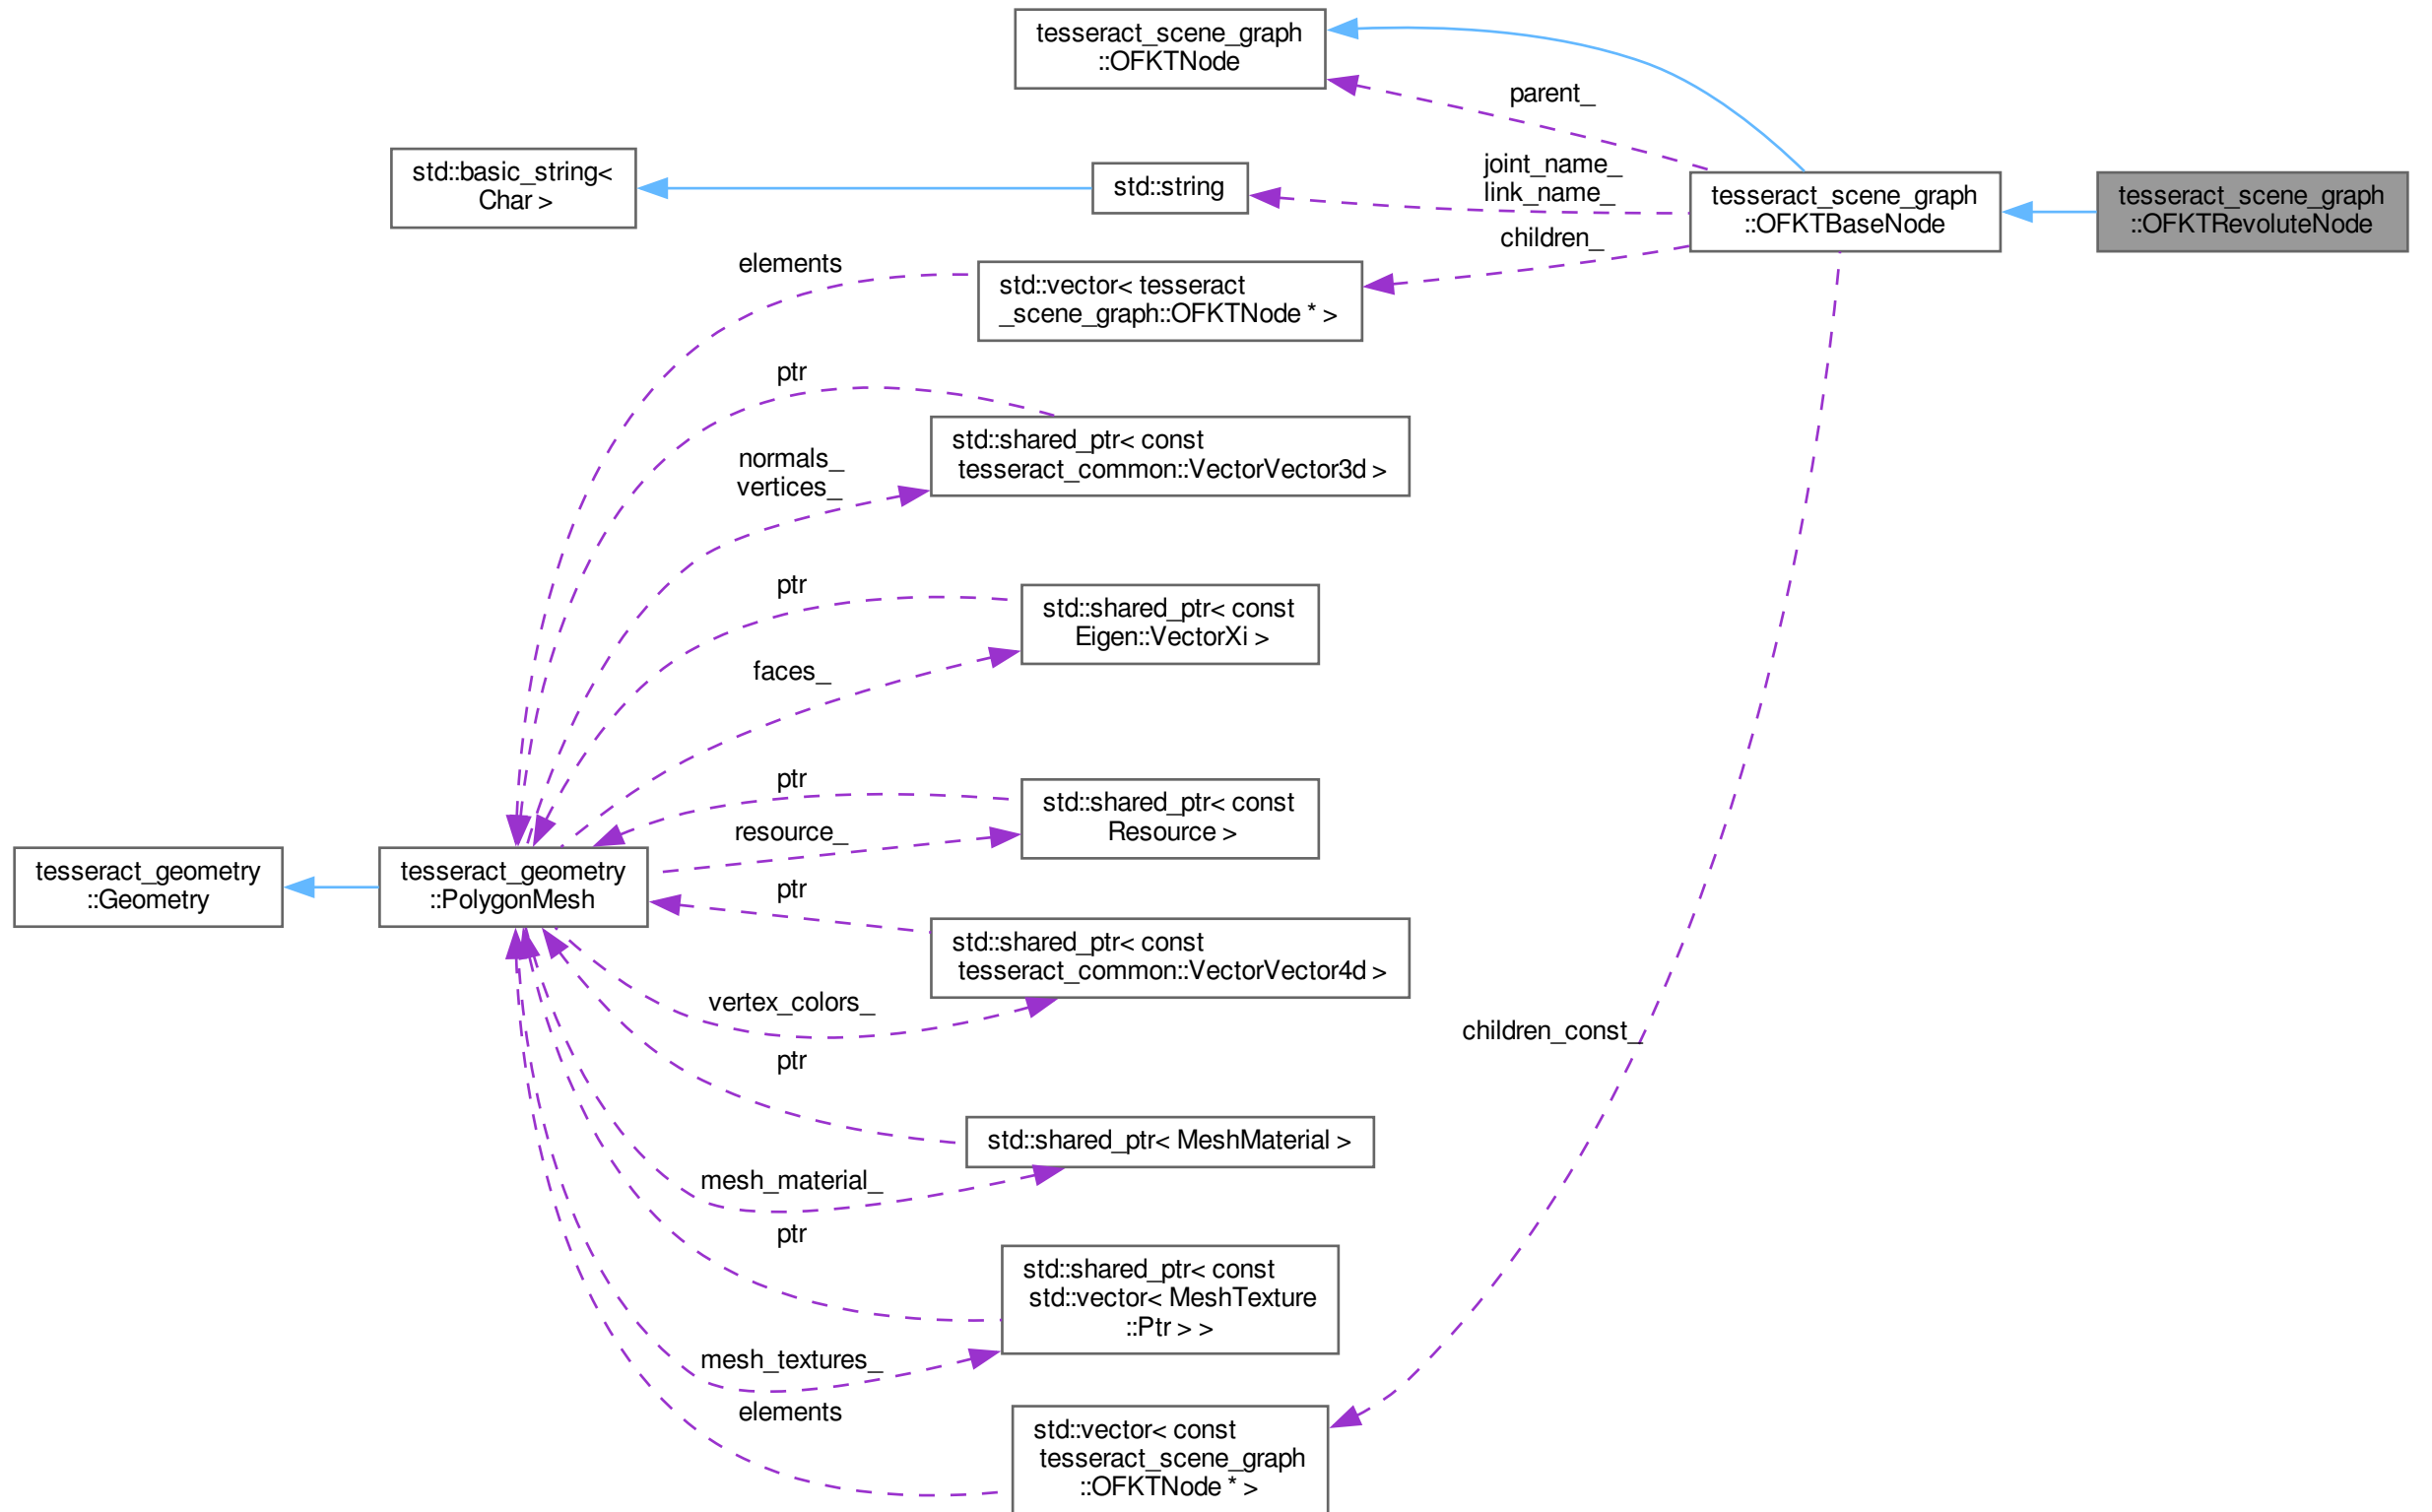 tesseract_scene_graph
::OFKTNode
parent_
std::basic_string<
Char >
std::string
joint_name_
link_name_
tesseract_scene_graph
::OFKTBaseNode
tesseract_scene_graph
::OFKTRevoluteNode
children_
elements
std::vector< tesseract
_scene_graph::OFKTNode * >
ptr
std::shared_ptr< const
tesseract_common::VectorVector3d >
normals_
vertices_
ptr
std::shared_ptr< const
Eigen::VectorXi >
faces_
ptr
std::shared_ptr< const
Resource >
resource_
tesseract_geometry
::Geometry
tesseract_geometry
::PolygonMesh
ptr
std::shared_ptr< const
tesseract_common::VectorVector4d >
vertex_colors_
children_const_
ptr
std::shared_ptr< MeshMaterial >
mesh_material_
ptr
std::shared_ptr< const
std::vector< MeshTexture
::Ptr > >
mesh_textures_
elements
std::vector< const
tesseract_scene_graph
::OFKTNode * >